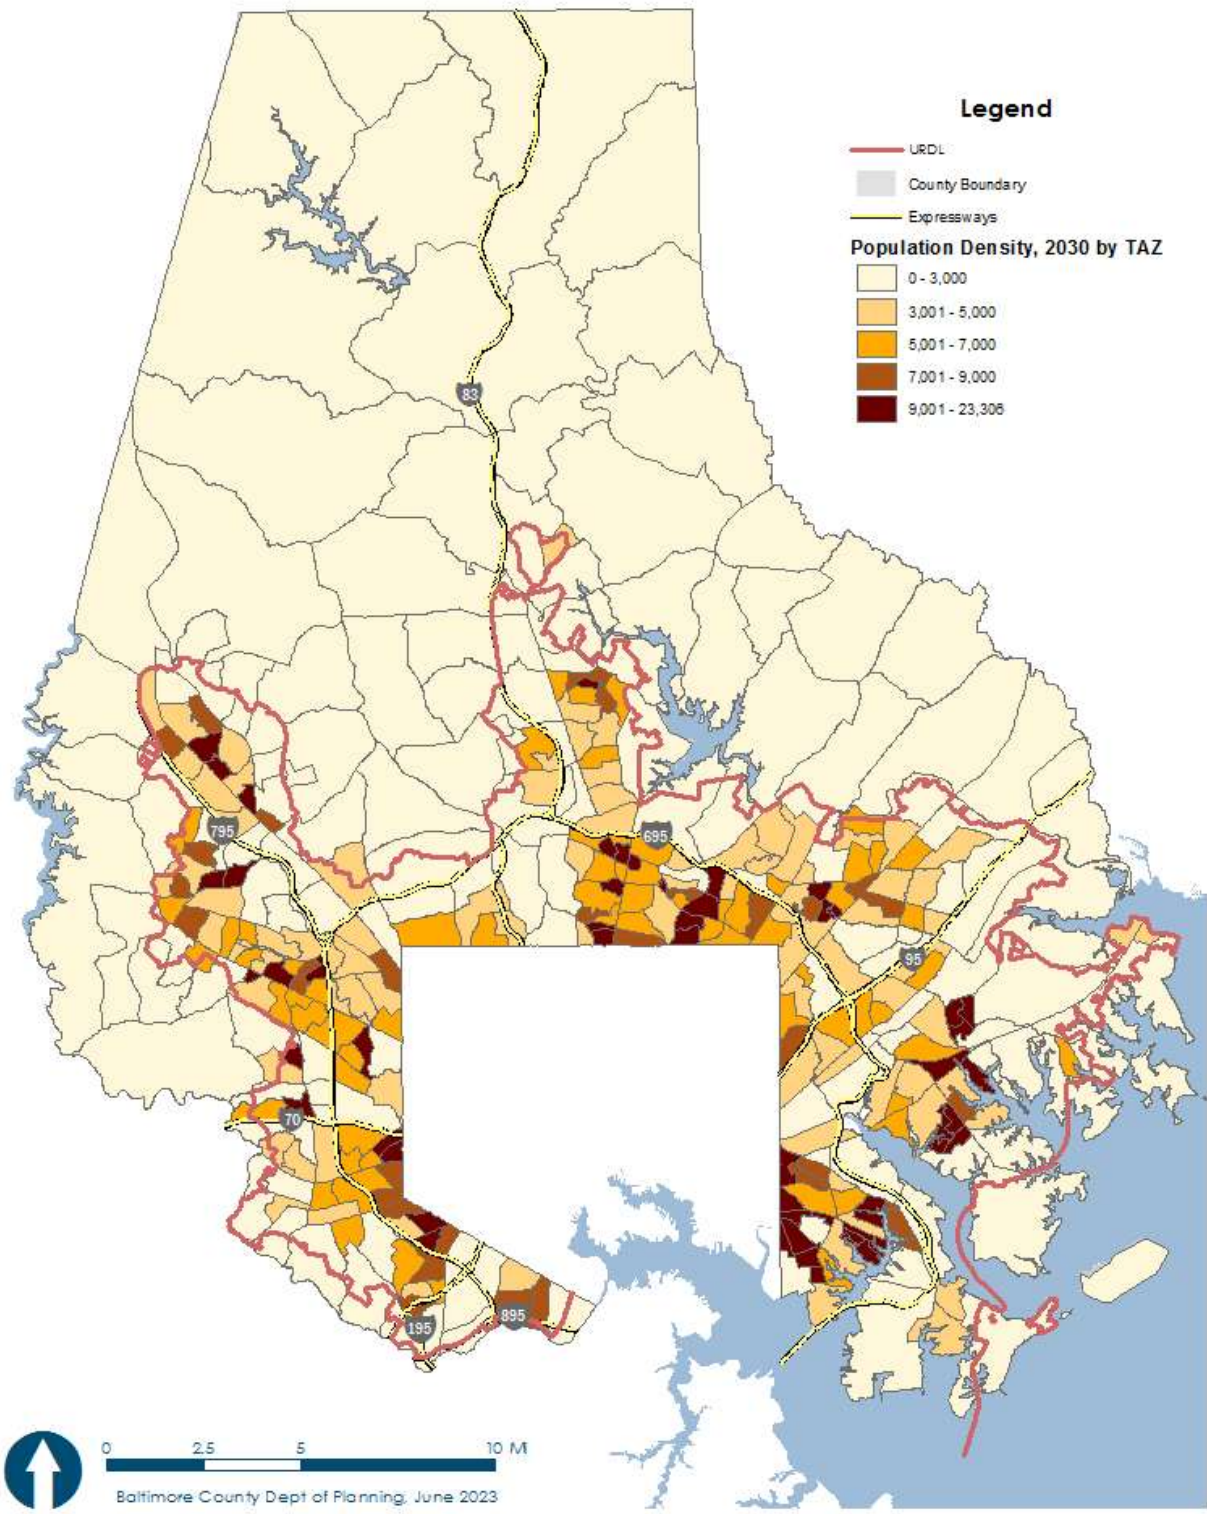 Legend
URDL
County Boundary
Expressways
Population Density, 2030 by TAZ
0 - 3,000
3,001 - 5,000
5,001 - 7,000
7,001 - 9,000
9,001 - 23,306
83
795
695
95
70
195
895
0 2.5 5 10 MI
Baltimore County Dept of Planning, June 2023